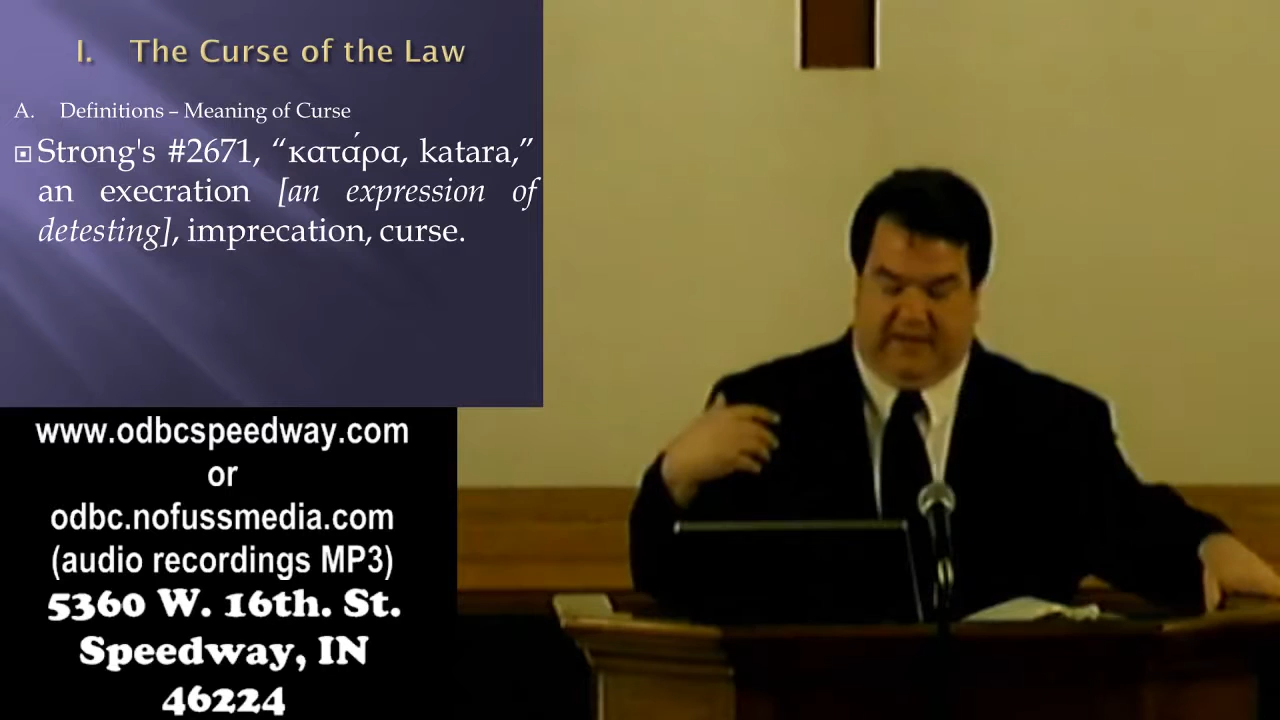 I. The Curse of the Law
A. Definitions – Meaning of Curse
Strong's #2671, “κατάρα, katara,”
an execration [an expression of
detesting], imprecation, curse.
www.odbcspeedway.com
or
odbc.nofussmedia.com
(audio recordings MP3)
5360 W. 16th. St.
Speedway, IN
46224